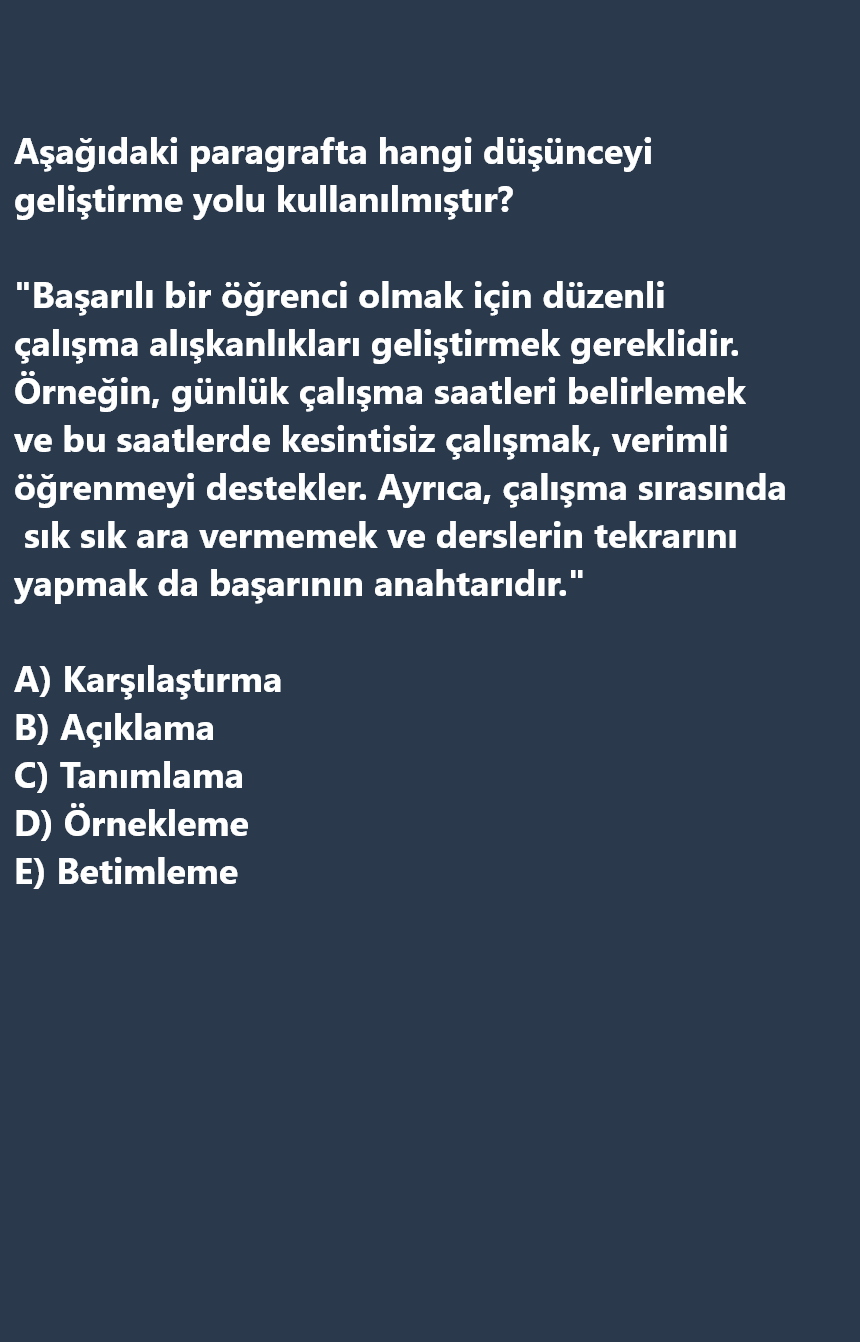 Aşağıdaki paragrafta hangi düşünceyi
geliştirme yolu kullanılmıştır?
"Başarılı bir öğrenci olmak için düzenli
çalışma alışkanlıkları geliştirmek gereklidir.
Örneğin, günlük çalışma saatleri belirlemek
ve bu saatlerde kesintisiz çalışmak, verimli
öğrenmeyi destekler. Ayrıca, çalışma sırasında
sık sık ara vermemek ve derslerin tekrarını
yapmak da başarının anahtarıdır."
A) Karşılaştırma
B) Açıklama
C) Tanımlama
D) Örnekleme
E) Betimleme